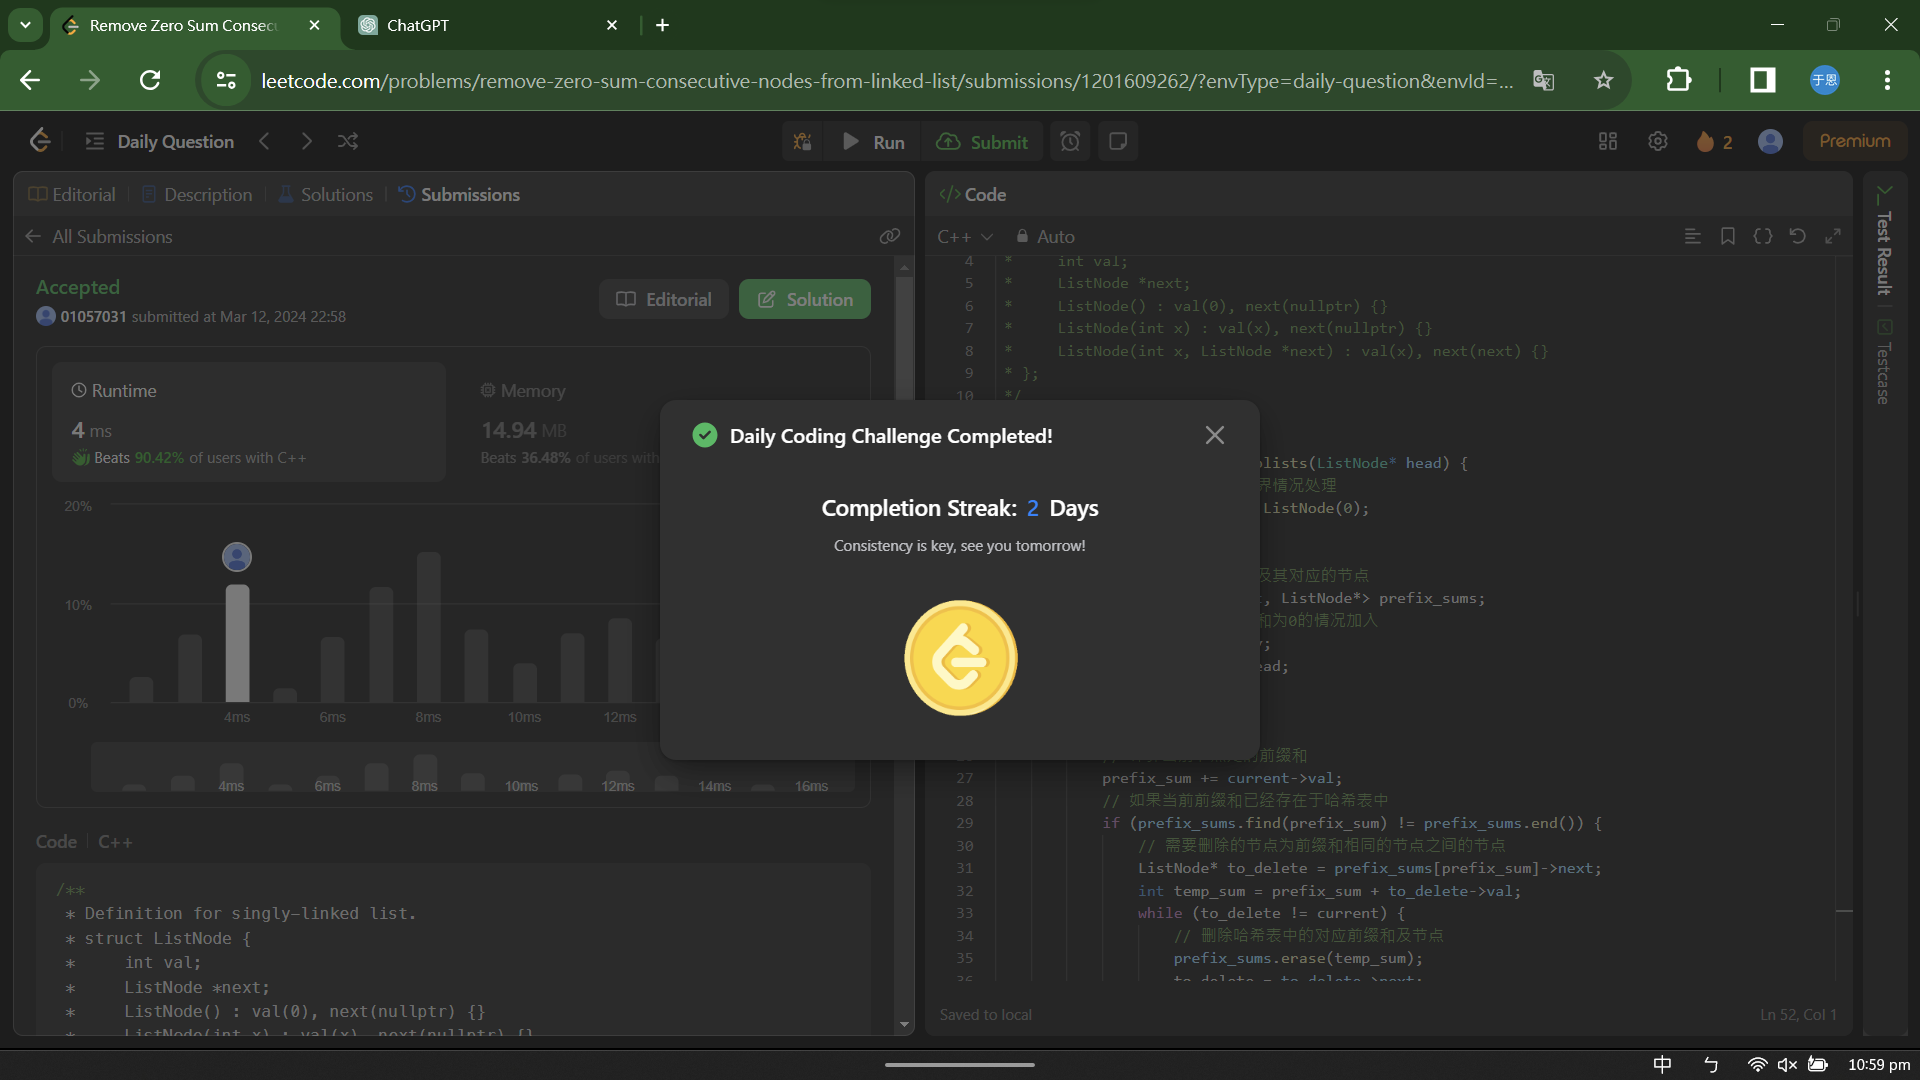 Remove Zero Sum Consec
ChatGPT
leetcode.com/problems/remove-zero-sum-consecutive-nodes-from-linked-list/submissions/1201609262/?envType=daily-question&envId=...
于恩
Daily Question
Run
Submit
2
Premium
Editorial
Description
Solutions
Submissions
All Submissions
Accepted
01057031 submitted at Mar 12, 2024 22:58
Editorial
Solution
Runtime
4 ms
Beats 90.42% of users with C++
Memory
14.94 MB
Beats 36.48% of users with
20%
10%
0%
4ms 6ms 8ms 10ms 12ms
4ms 6ms 8ms 10ms 12ms 14ms 16ms
Code
C++
/**
* Definition for singly-linked list.
* struct ListNode {
* int val;
* ListNode *next;
* ListNode() : val(0), next(nullptr) {}
* ListNode(int x) : val(x), next(nullptr) {}
Daily Coding Challenge Completed!
Completion Streak: 2 Days
Consistency is key, see you tomorrow!
</> Code
C++
Auto
4 * int val;
5 * ListNode *next;
6 * ListNode() : val(0), next(nullptr) {}
7 * ListNode(int x) : val(x), next(nullptr) {}
8 * ListNode(int x, ListNode *next) : val(x), next(next) {}
9 * };
10 */
lists(ListNode* head) {
界情况处理
ListNode(0);
及其对应的节点
, ListNode*> prefix_sums;
和为0的情况加入
;
ead;
前缀和
27 prefix_sum += current->val;
28 // 如果当前前缀和已经存在于哈希表中
29 if (prefix_sums.find(prefix_sum) != prefix_sums.end()) {
30 // 需要删除的节点为前缀和相同的节点之间的节点
31 ListNode* to_delete = prefix_sums[prefix_sum]->next;
32 int temp_sum = prefix_sum + to_delete->val;
33 while (to_delete != current) {
34 // 删除哈希表中的对应前缀和及节点
35 prefix_sums.erase(temp_sum);
36 to_delete = to_delete->next;
Saved to local
Ln 52, Col 1
Test Result
Testcase
中
ㄅ
10:59 pm